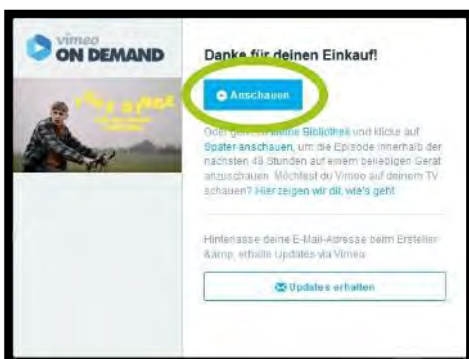 vimeo
ON DEMAND
Danke für deinen Einkauf!
Anschauen
Oder geh Bibliothek und klicke auf
Später anschauen, um die Episode innerhalb der
nächsten 48 Stunden auf einem beliebigen Gerät
anzuschauen. Möchtest du Vimeo auf deinem TV
schauen? Hier zeigen wir dir, wie's geht
Hinterlasse deine E-Mail-Adresse beim Ersteller
&amp; erhalte Updates via Vimeo.
Updates erhalten